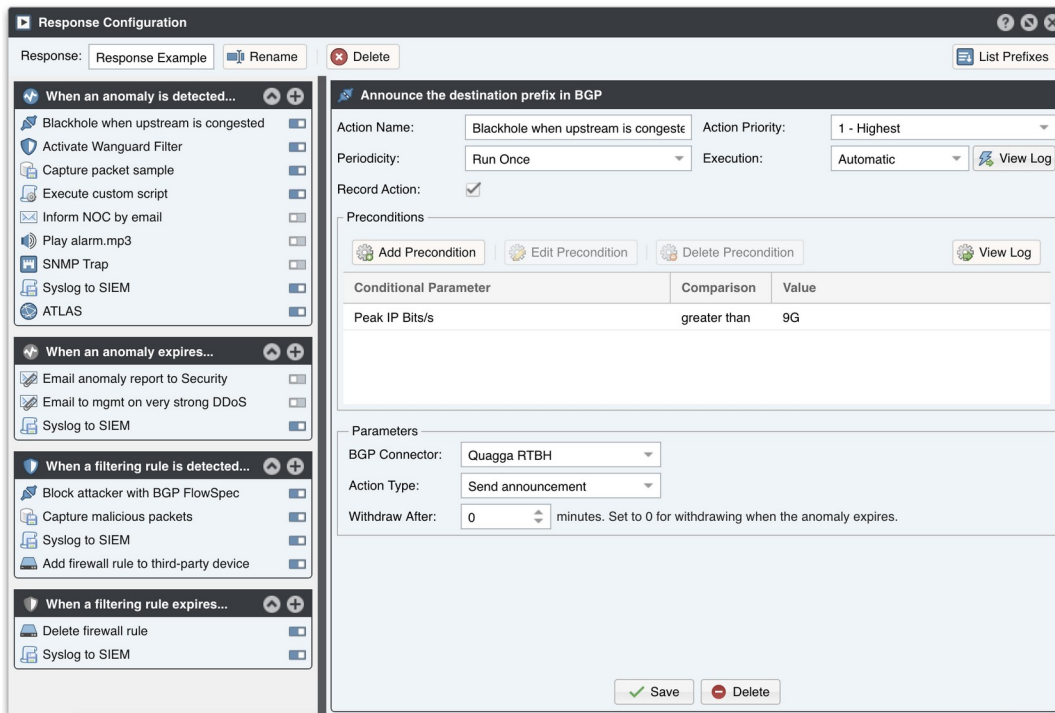 Response Configuration
Response: Response Example Rename Delete List Prefixes
When an anomaly is detected...
Blackhole when upstream is congested
Activate Wanguard Filter
Capture packet sample
Execute custom script
Inform NOC by email
Play alarm.mp3
SNMP Trap
Syslog to SIEM
ATLAS
When an anomaly expires...
Email anomaly report to Security
Email to mgmt on very strong DDoS
Syslog to SIEM
When a filtering rule is detected...
Block attacker with BGP FlowSpec
Capture malicious packets
Syslog to SIEM
Add firewall rule to third-party device
When a filtering rule expires...
Delete firewall rule
Syslog to SIEM
Announce the destination prefix in BGP
Action Name: Blackhole when upstream is congeste Action Priority: 1 - Highest
Periodicity: Run Once Execution: Automatic View Log
Record Action:
Preconditions
Add Precondition Edit Precondition Delete Precondition View Log
Conditional Parameter Comparison Value
Peak IP Bits/s greater than 9G
Parameters
BGP Connector: Quagga RTBH
Action Type: Send announcement
Withdraw After: 0 minutes. Set to 0 for withdrawing when the anomaly expires.
Save Delete